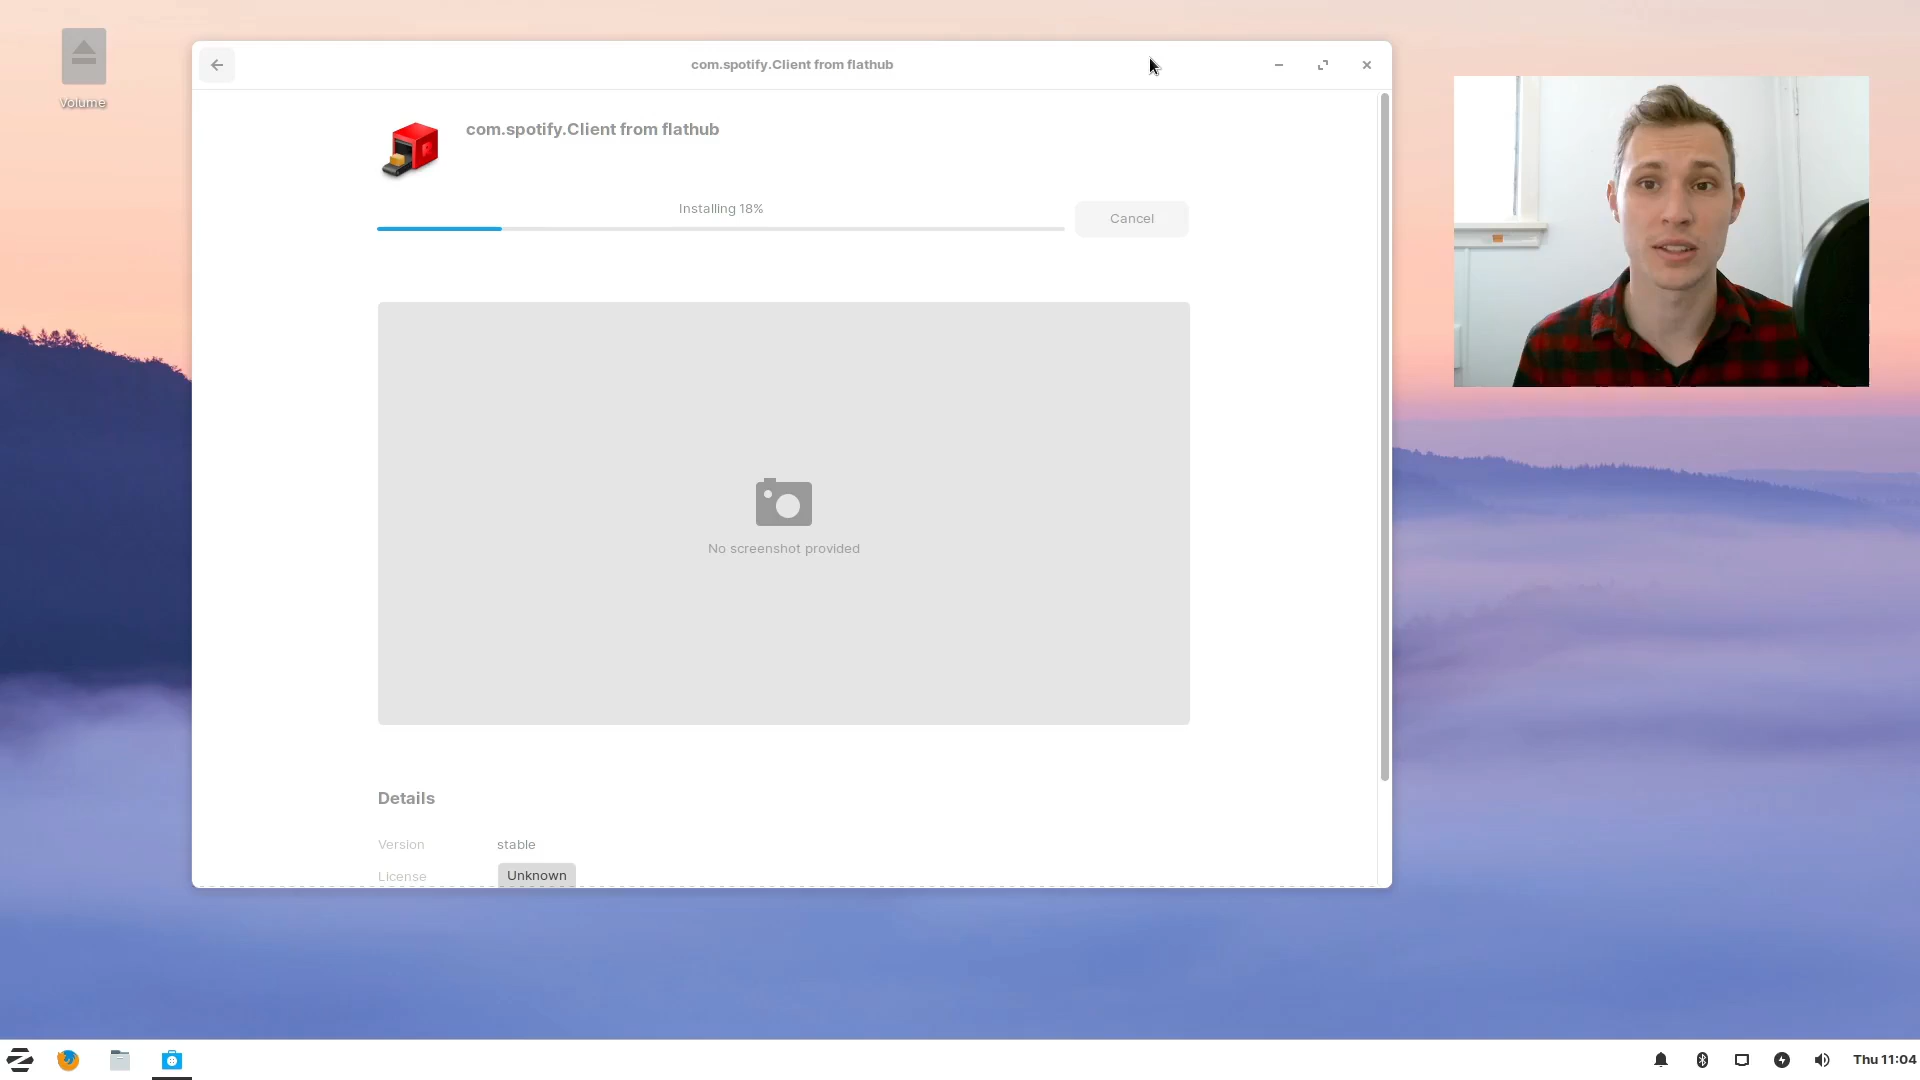 Volume
com.spotify.Client from flathub
com.spotify.Client from flathub
Installing 18%
Cancel
No screenshot provided
Details
Version stable
License Unknown
Thu 11:04